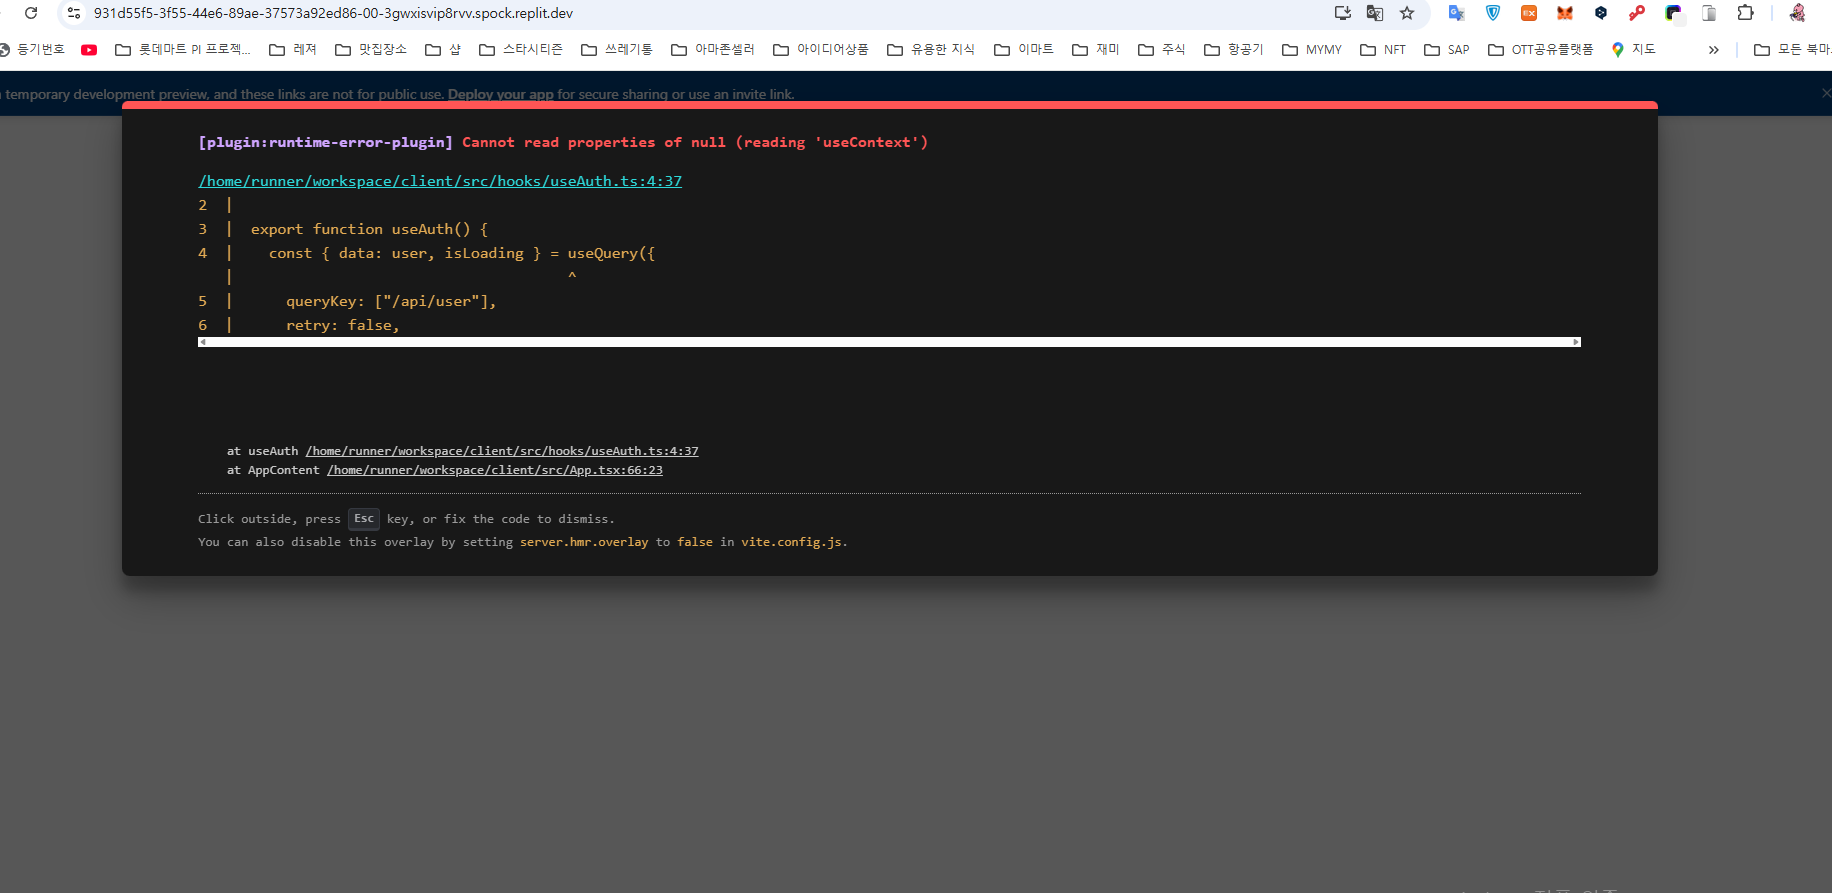 931d55f5-3f55-44e6-89ae-37573a92ed86-00-3gwxisvip8rvv.spock.replit.dev
등기번호 롯데마트 PI 프로젝... 레져 맛집장소 샵 스타시티즌 쓰레기통 아마존셀러 아이디어상품 유용한 지식 이마트 재미 주식 항공기 MYMY NFT SAP OTT공유플랫폼 지도 » 모든 북마
temporary development preview, and these links are not for public use. Deploy your app for secure sharing or use an invite link.
[plugin:runtime-error-plugin] Cannot read properties of null (reading 'useContext')
/home/runner/workspace/client/src/hooks/useAuth.ts:4:37
2 |
3 | export function useAuth() {
4 | const { data: user, isLoading } = useQuery({
| ^
5 | queryKey: ["/api/user"],
6 | retry: false,
at useAuth /home/runner/workspace/client/src/hooks/useAuth.ts:4:37
at AppContent /home/runner/workspace/client/src/App.tsx:66:23
Click outside, press Esc key, or fix the code to dismiss.
You can also disable this overlay by setting server.hmr.overlay to false in vite.config.js.